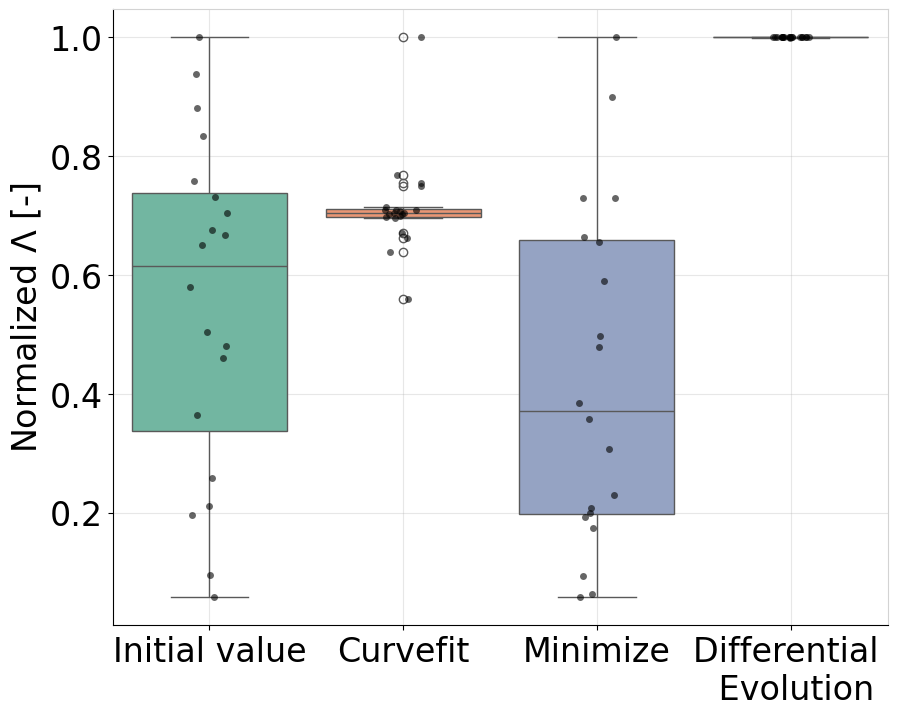 Normalized Λ [-]
1.0
0.8
0.6
0.4
0.2
Initial value
Curvefit
Minimize
Differential
Evolution